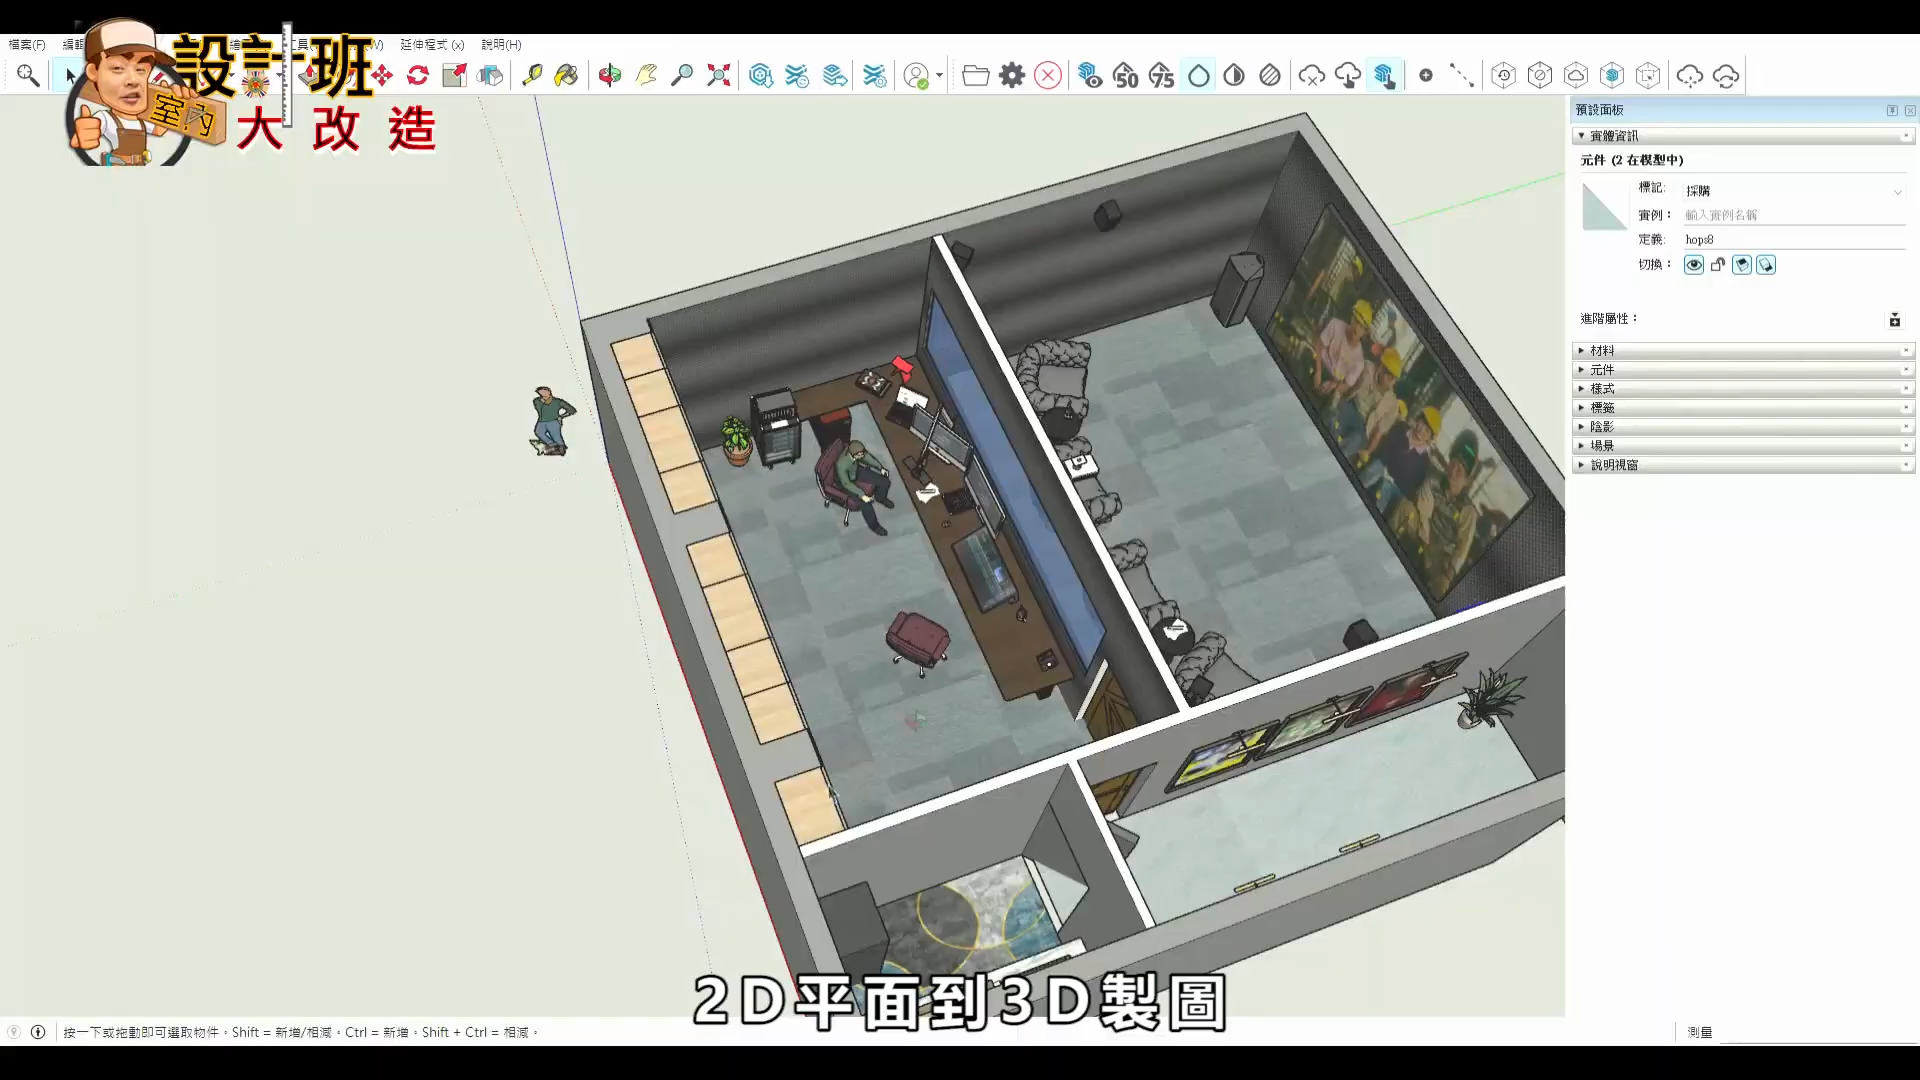 檔案(F) 編輯 工具 (W) 延伸程式 (x) 說明(H)
設計班
室內
大改造
50 75
預設面板
實體資訊
元件 (2 在模型中)
標記: 採購
實例： 輸入實例名稱
定義: hops8
切換：
進階屬性：
材料
元件
樣式
標籤
陰影
場景
說明視窗
2D平面到3D製圖
按一下或拖動即可選取物件。Shift = 新增/相減。Ctrl = 新增。Shift + Ctrl = 相減。
測量